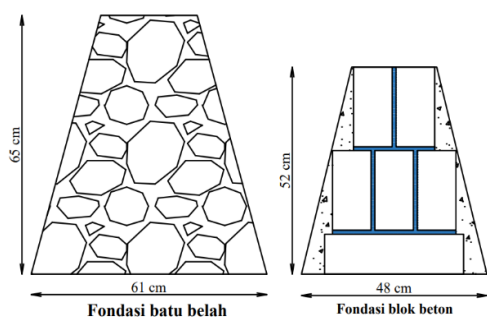 65 cm
61 cm
Fondasi batu belah
52 cm
48 cm
Fondasi blok beton